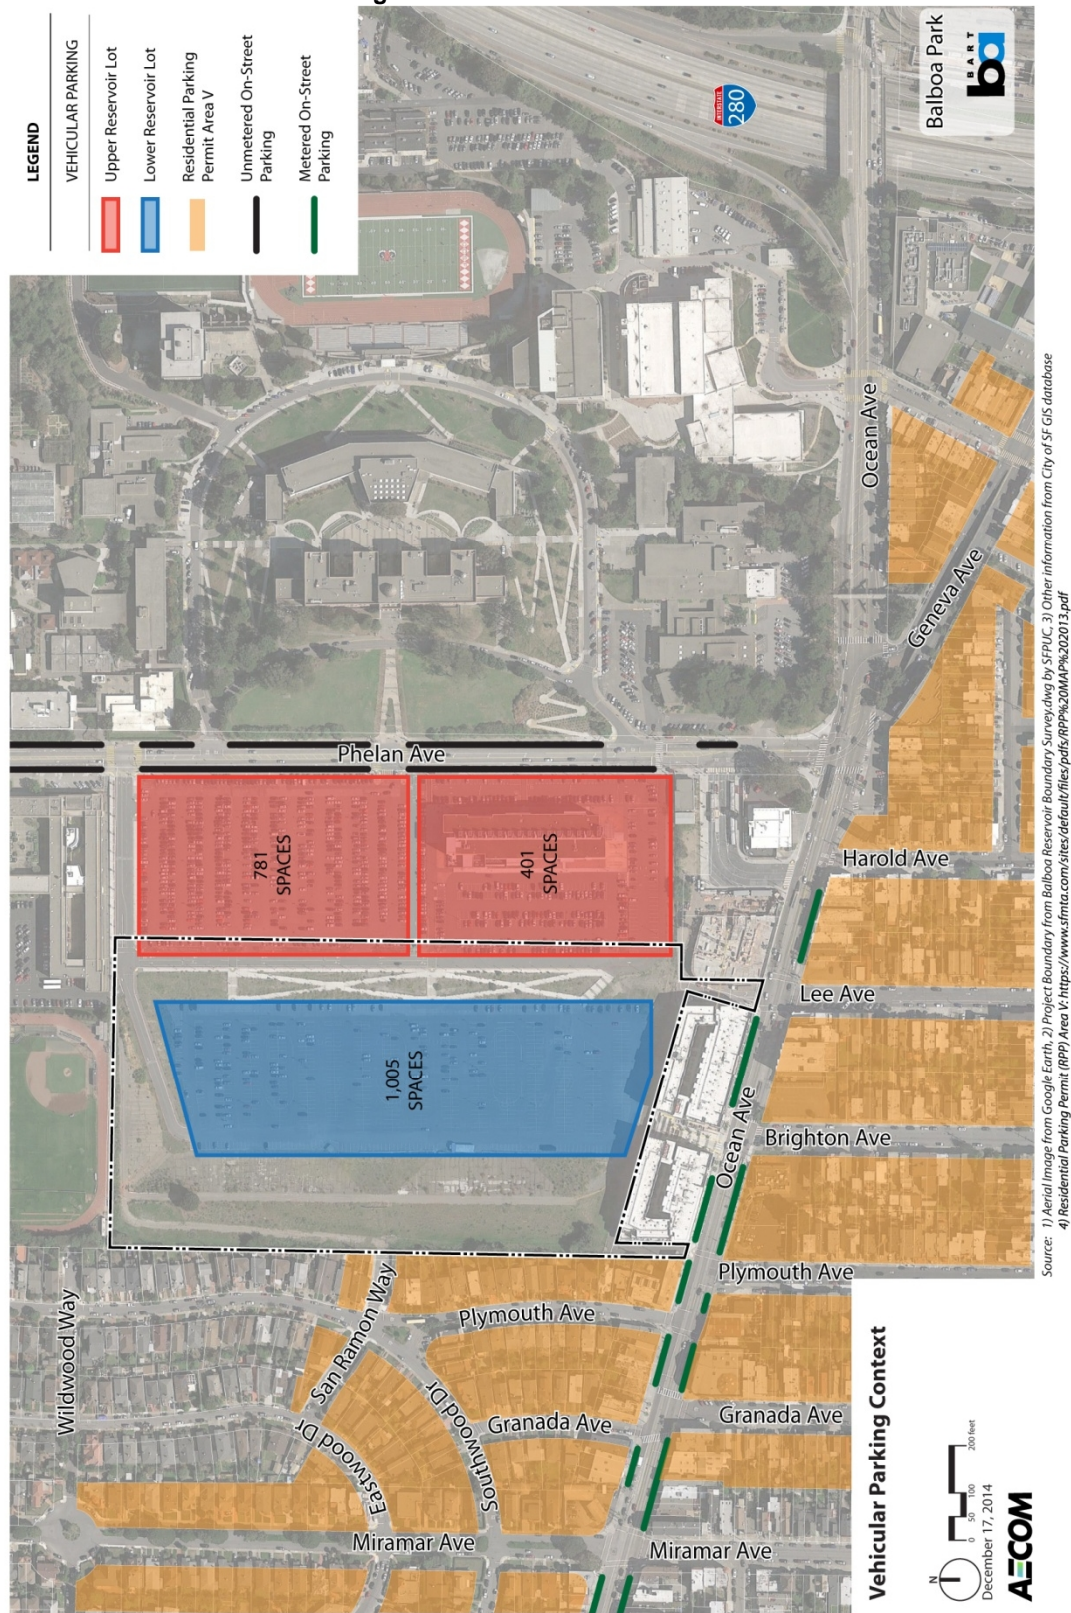 LEGEND
VEHICULAR PARKING
Upper Reservoir Lot
Lower Reservoir Lot
Residential Parking
Permit Area V
Unmetered On-Street
Parking
Metered On-Street
Parking
INTERSTATE
280
Balboa Park
BART
ba
Phelan Ave
781
SPACES
401
SPACES
1,005
SPACES
Ocean Ave
Geneva Ave
Harold Ave
Lee Ave
Brighton Ave
Ocean Ave
Plymouth Ave
Wildwood Way
San Ramon Way
Plymouth Ave
Eastwood Dr
Southwood Dr
Granada Ave
Granada Ave
Miramar Ave
Miramar Ave
Vehicular Parking Context
N
0 50 100 200 feet
December 17, 2014
AECOM
Source: 1) Aerial Image from Google Earth, 2) Project Boundary from Balboa Reservoir Boundary Survey.dwg by SFPUC, 3) Other information from City of SF GIS database
4) Residential Parking Permit (RPP) Area V: https://www.sfmta.com/sites/default/files/pdfs/RPP%20MAP%202013.pdf